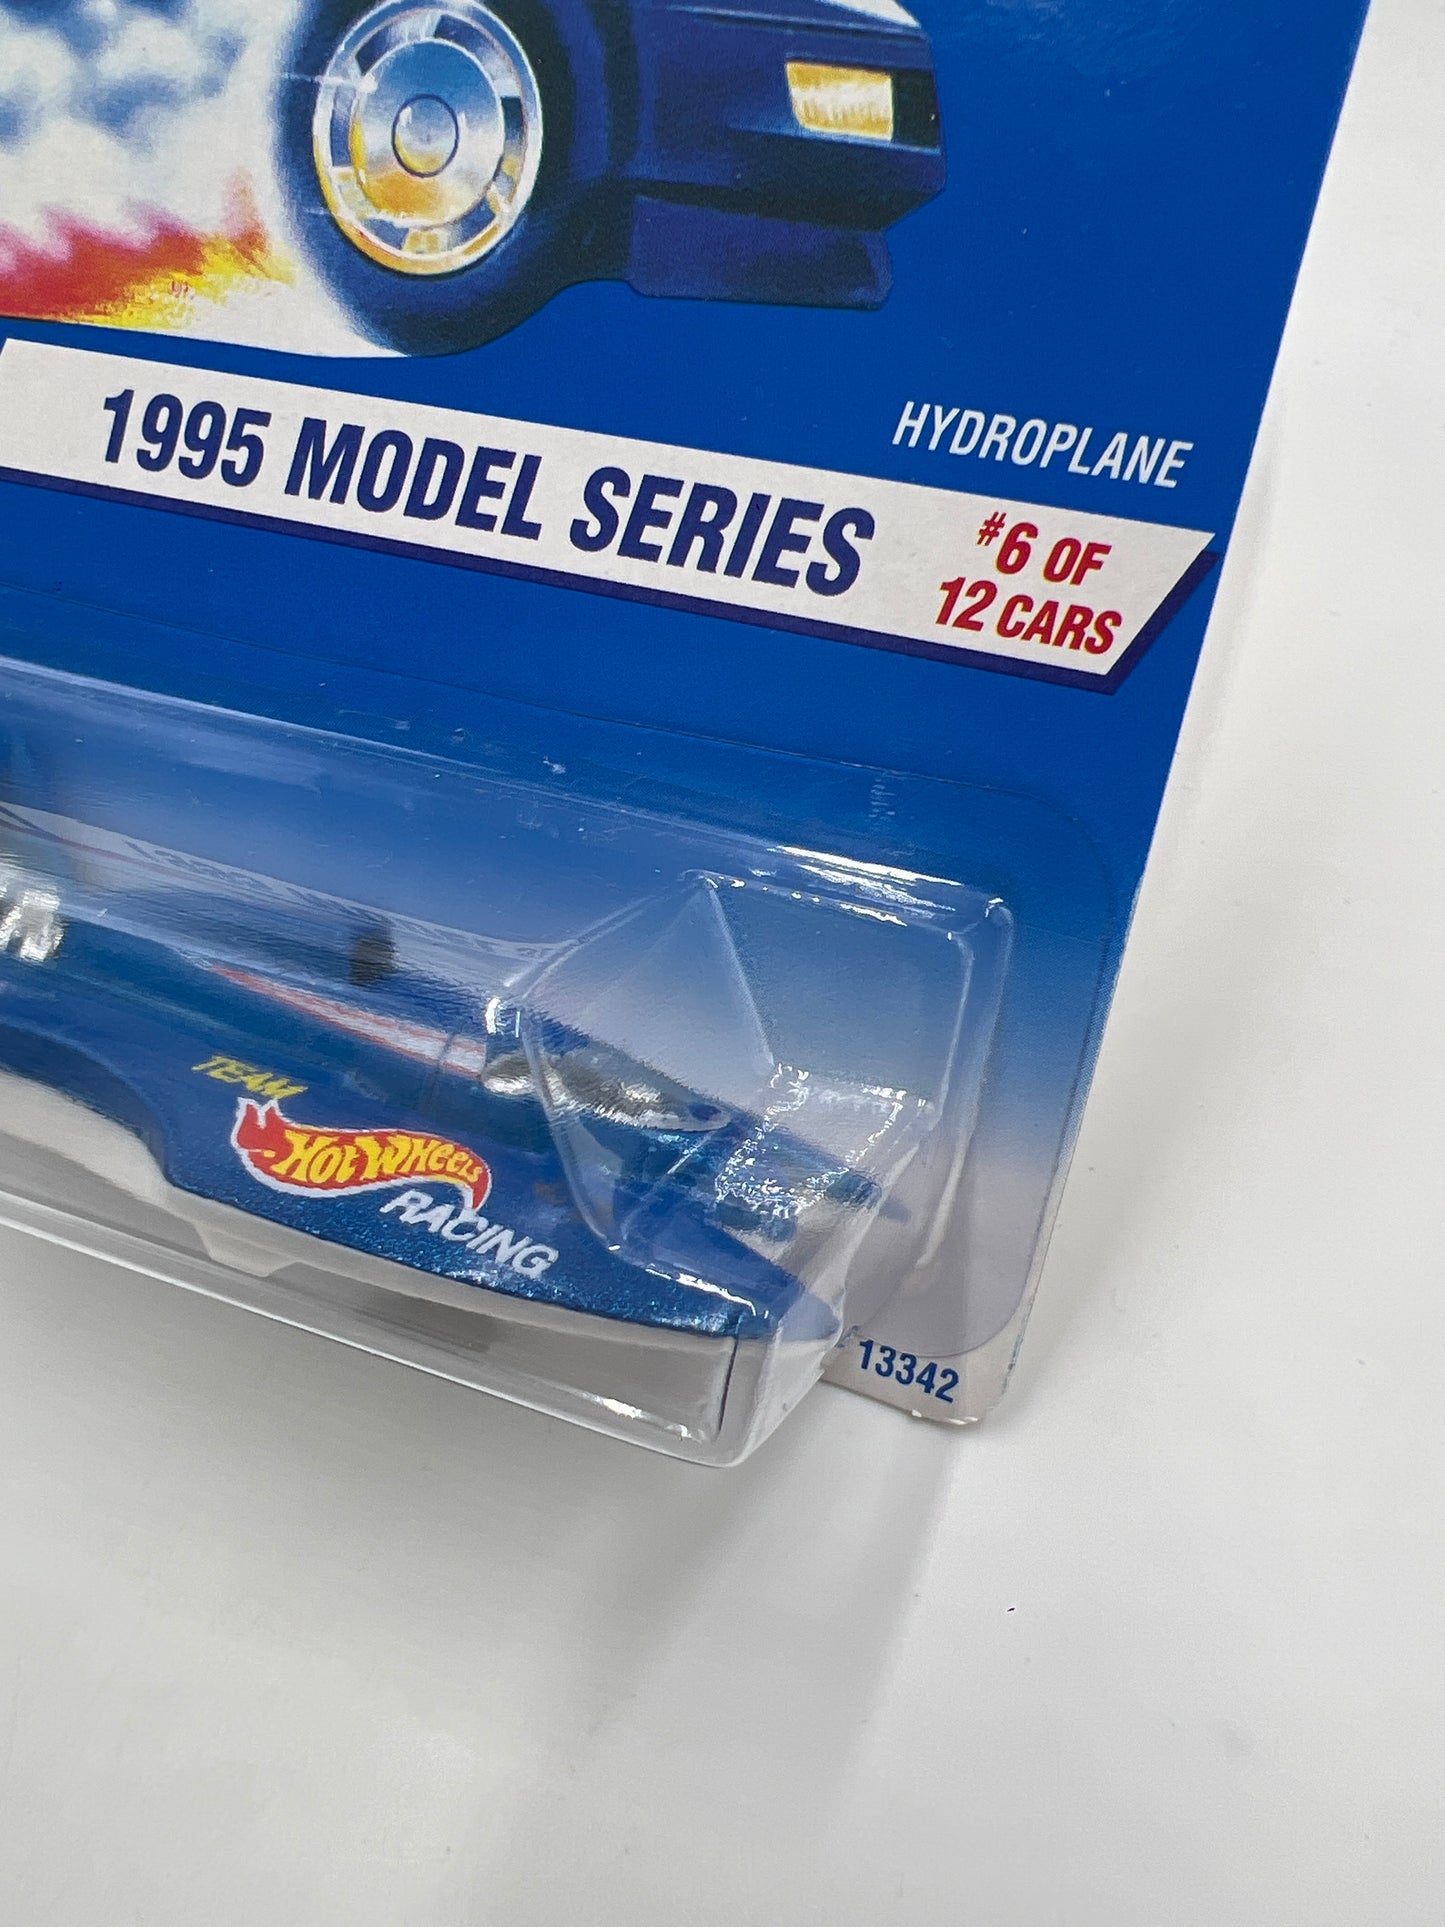 HYDROPLANE
1995 MODEL SERIES
#6 OF
12 CARS
TEAM
HOT WHEELS
RACING
13342